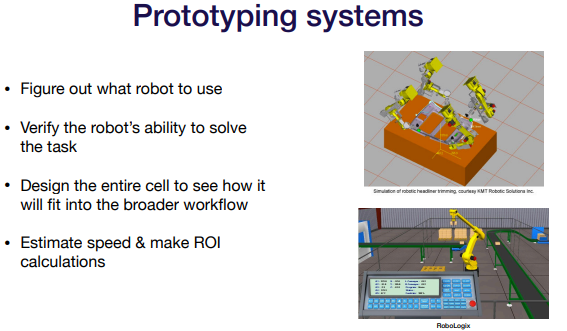 Prototyping systems
• Figure out what robot to use
• Verify the robot's ability to solve
the task
• Design the entire cell to see how it
will fit into the broader workflow
• Estimate speed & make ROI
calculations
Simulation of robotic headliner trimming, courtesy KMT Robotic Solutions Inc.
RoboLogix